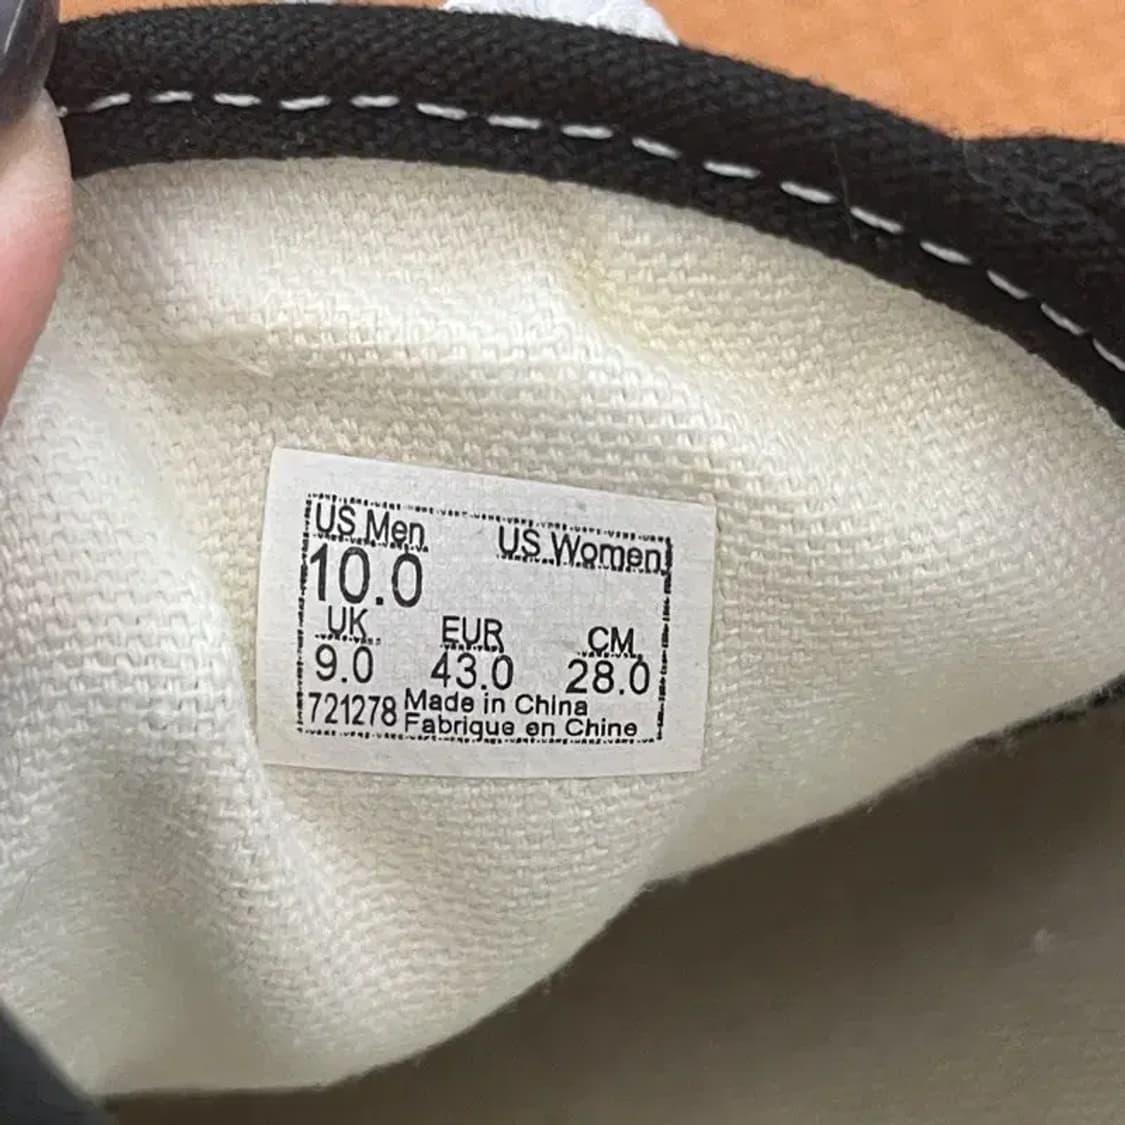 US Men US Women
10.0
UK EUR CM
9.0 43.0 28.0
721278 Made in China
Fabrique en Chine